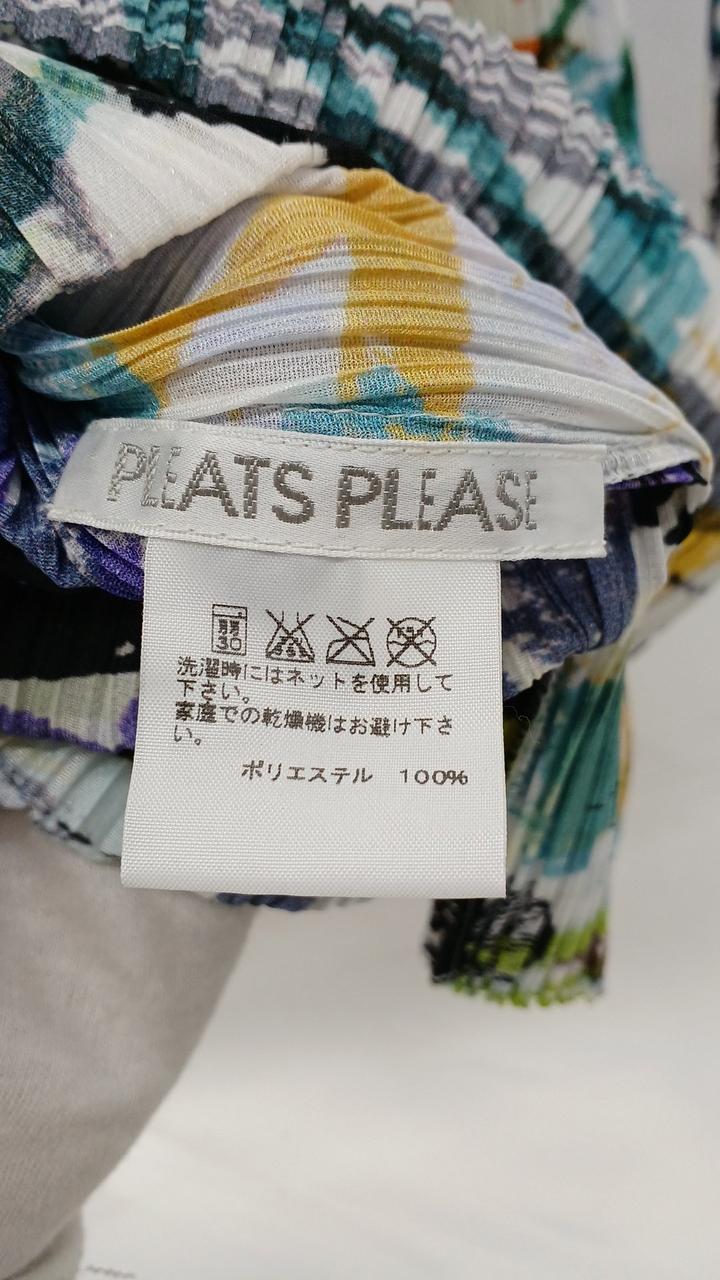 PLEATS PLEASE
30
洗濯時にはネットを使用して
下さい。
家庭での乾燥機はお避け下さ
い。
ポリエステル 100%